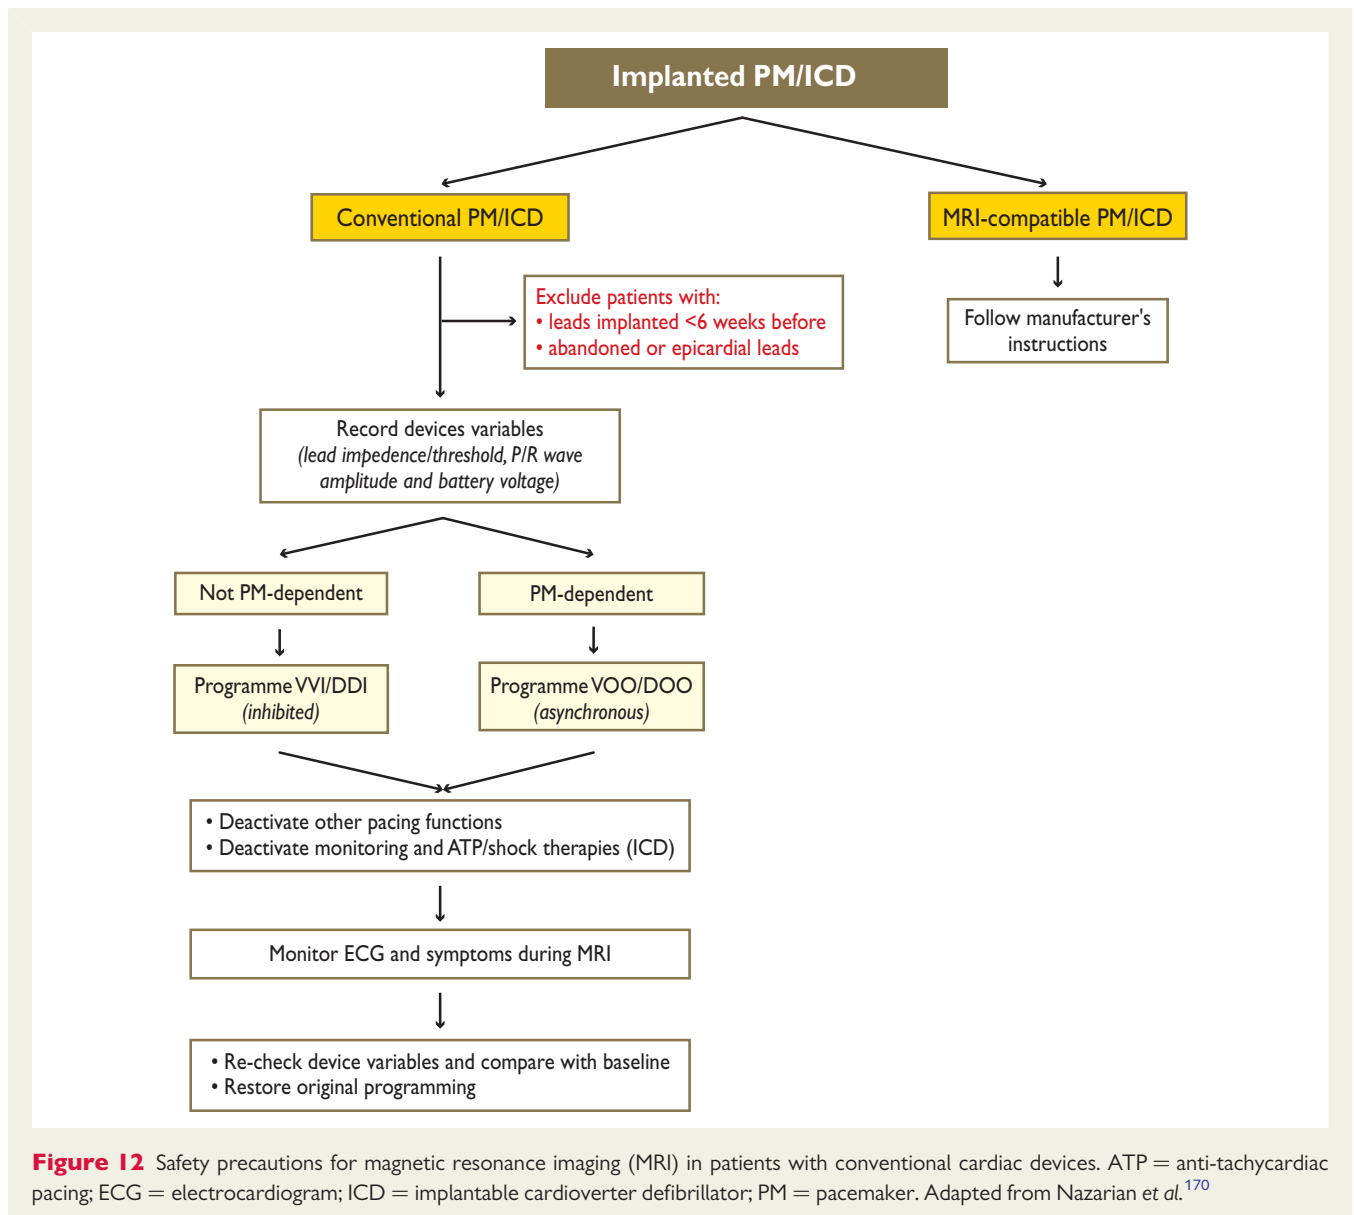 Implanted PM/ICD
Conventional PM/ICD
MRI-compatible PM/ICD
Exclude patients with:
• leads implanted <6 weeks before
• abandoned or epicardial leads
Follow manufacturer's
instructions
Record devices variables
(lead impedence/threshold, P/R wave
amplitude and battery voltage)
Not PM-dependent
PM-dependent
Programme VVI/DDI
(inhibited)
Programme VOO/DOO
(asynchronous)
• Deactivate other pacing functions
• Deactivate monitoring and ATP/shock therapies (ICD)
Monitor ECG and symptoms during MRI
• Re-check device variables and compare with baseline
• Restore original programming
Figure 12 Safety precautions for magnetic resonance imaging (MRI) in patients with conventional cardiac devices. ATP = anti-tachycardiac
pacing; ECG = electrocardiogram; ICD = implantable cardioverter defibrillator; PM = pacemaker. Adapted from Nazarian et al.170